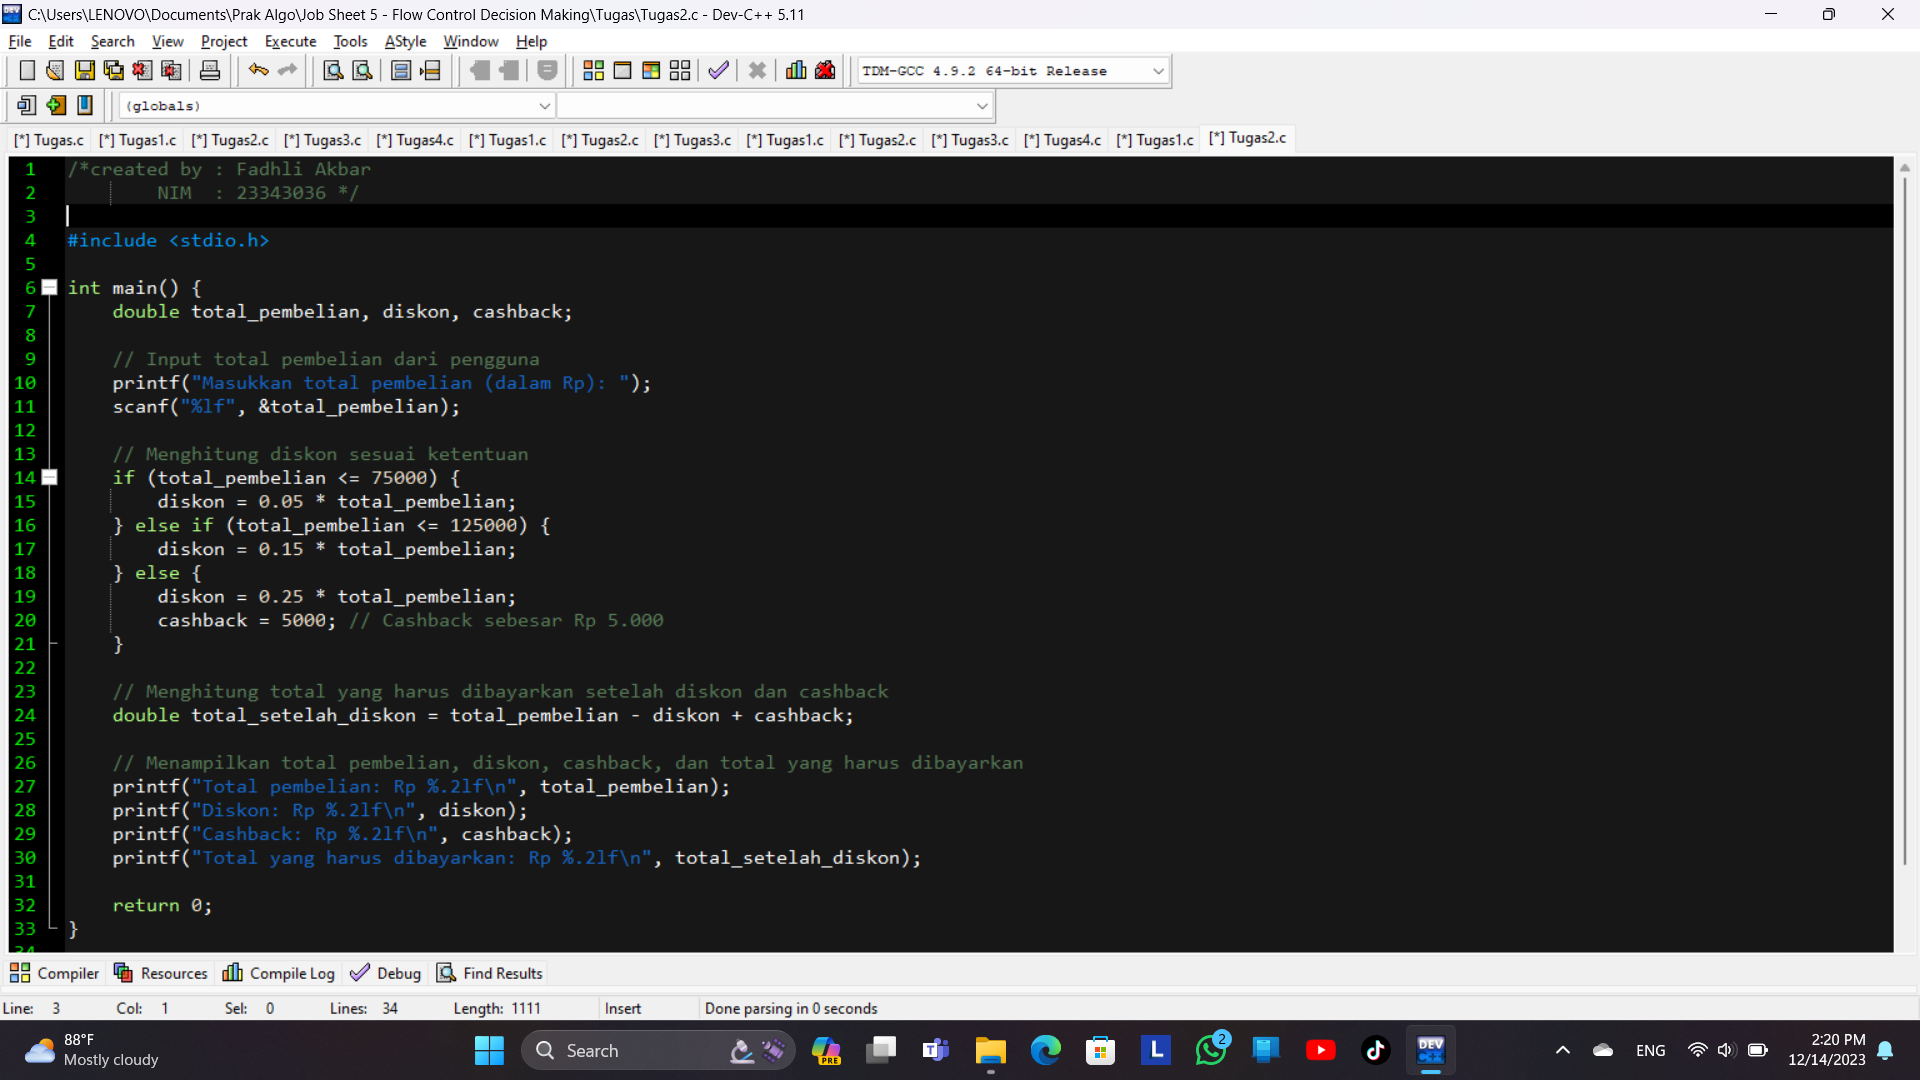 C:\Users\LENOVO\Documents\Prak Algo\Job Sheet 5 - Flow Control Decision Making\Tugas\Tugas2.c - Dev-C++ 5.11
File Edit Search View Project Execute Tools AStyle Window Help
TDM-GCC 4.9.2 64-bit Release
(globals)
[*] Tugas.c [*] Tugas1.c [*] Tugas2.c [*] Tugas3.c [*] Tugas4.c [*] Tugas1.c [*] Tugas2.c [*] Tugas3.c [*] Tugas1.c [*] Tugas2.c [*] Tugas3.c [*] Tugas4.c [*] Tugas1.c [*] Tugas2.c
1 /*created by : Fadhli Akbar
2         NIM  : 23343036 */
3
4 #include <stdio.h>
5
6 int main() {
7     double total_pembelian, diskon, cashback;
8
9     // Input total pembelian dari pengguna
10     printf("Masukkan total pembelian (dalam Rp): ");
11     scanf("%lf", &total_pembelian);
12
13     // Menghitung diskon sesuai ketentuan
14     if (total_pembelian <= 75000) {
15         diskon = 0.05 * total_pembelian;
16     } else if (total_pembelian <= 125000) {
17         diskon = 0.15 * total_pembelian;
18     } else {
19         diskon = 0.25 * total_pembelian;
20         cashback = 5000; // Cashback sebesar Rp 5.000
21     }
22
23     // Menghitung total yang harus dibayarkan setelah diskon dan cashback
24     double total_setelah_diskon = total_pembelian - diskon + cashback;
25
26     // Menampilkan total pembelian, diskon, cashback, dan total yang harus dibayarkan
27     printf("Total pembelian: Rp %.2lf\n", total_pembelian);
28     printf("Diskon: Rp %.2lf\n", diskon);
29     printf("Cashback: Rp %.2lf\n", cashback);
30     printf("Total yang harus dibayarkan: Rp %.2lf\n", total_setelah_diskon);
31
32     return 0;
33 }
34
Compiler Resources Compile Log Debug Find Results
Line: 3 Col: 1 Sel: 0 Lines: 34 Length: 1111 Insert Done parsing in 0 seconds
88°F
Mostly cloudy
Search
PRE
L
2
DEV
C++
ENG
2:20 PM
12/14/2023